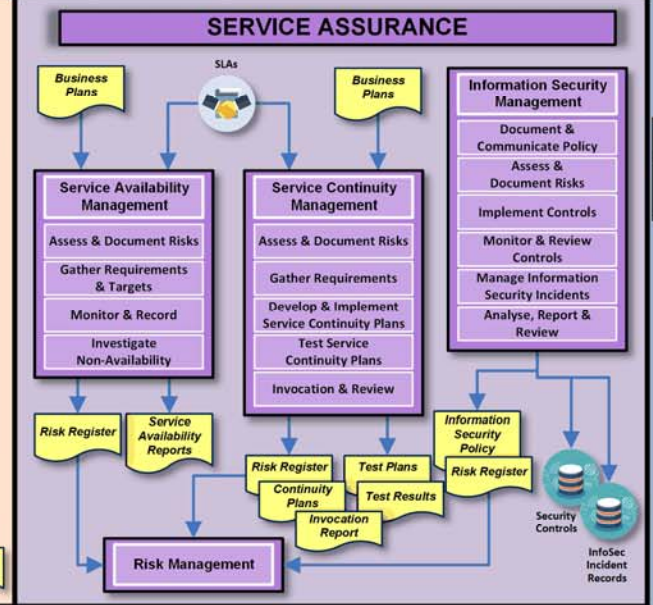 SERVICE ASSURANCE
SLAs
Business
Plans
Business
Plans
Service Availability
Management
Assess & Document Risks
Gather Requirements
& Targets
Monitor & Record
Investigate
Non-Availability
Service Continuity
Management
Assess & Document Risks
Gather Requirements
Develop & Implement
Service Continuity Plans
Test Service
Continuity Plans
Invocation & Review
Information Security
Management
Document &
Communicate Policy
Assess &
Document Risks
Implement Controls
Monitor & Review
Controls
Manage Information
Security Incidents
Analyse, Report &
Review
Risk Register
Service
Availability
Reports
Risk Register
Continuity
Plans
Invocation
Report
Test Plans
Test Results
Information
Security
Policy
Risk Register
Security
Controls
InfoSec
Incident
Records
Risk Management